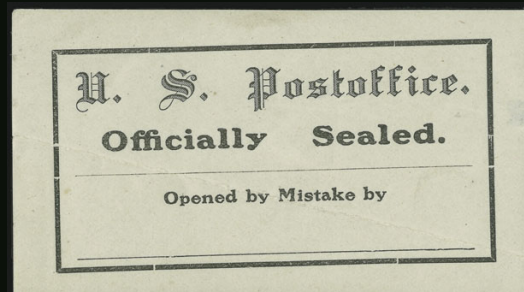 U. S. Postoffice.
Officially Sealed.
Opened by Mistake by